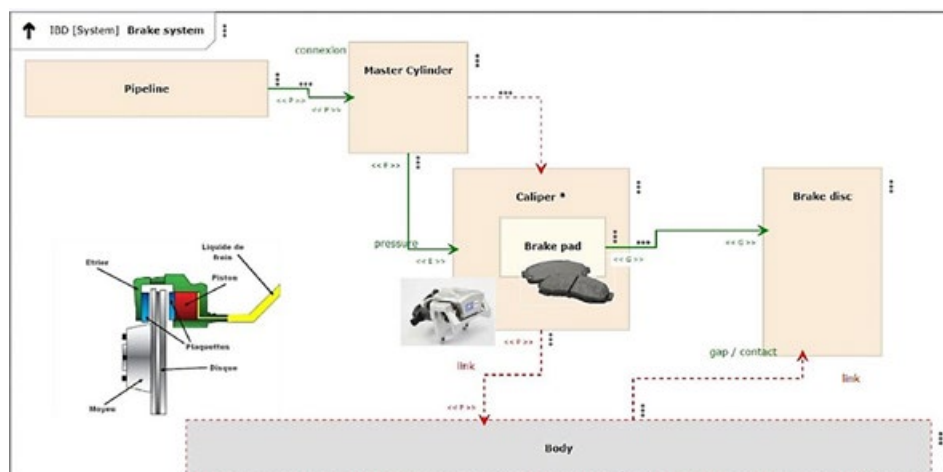 IBD [System] Brake system
connexion
Pipeline
Master Cylinder
<< P >>
<< P >>
Caliper *
Brake disc
pressure
Brake pad
<< G >>
<< G >>
Liquide de
frein
Etrier
Piston
Plaquettes
Disque
Moyeu
<< P >>
link
gap / contact
link
<< P >>
Body